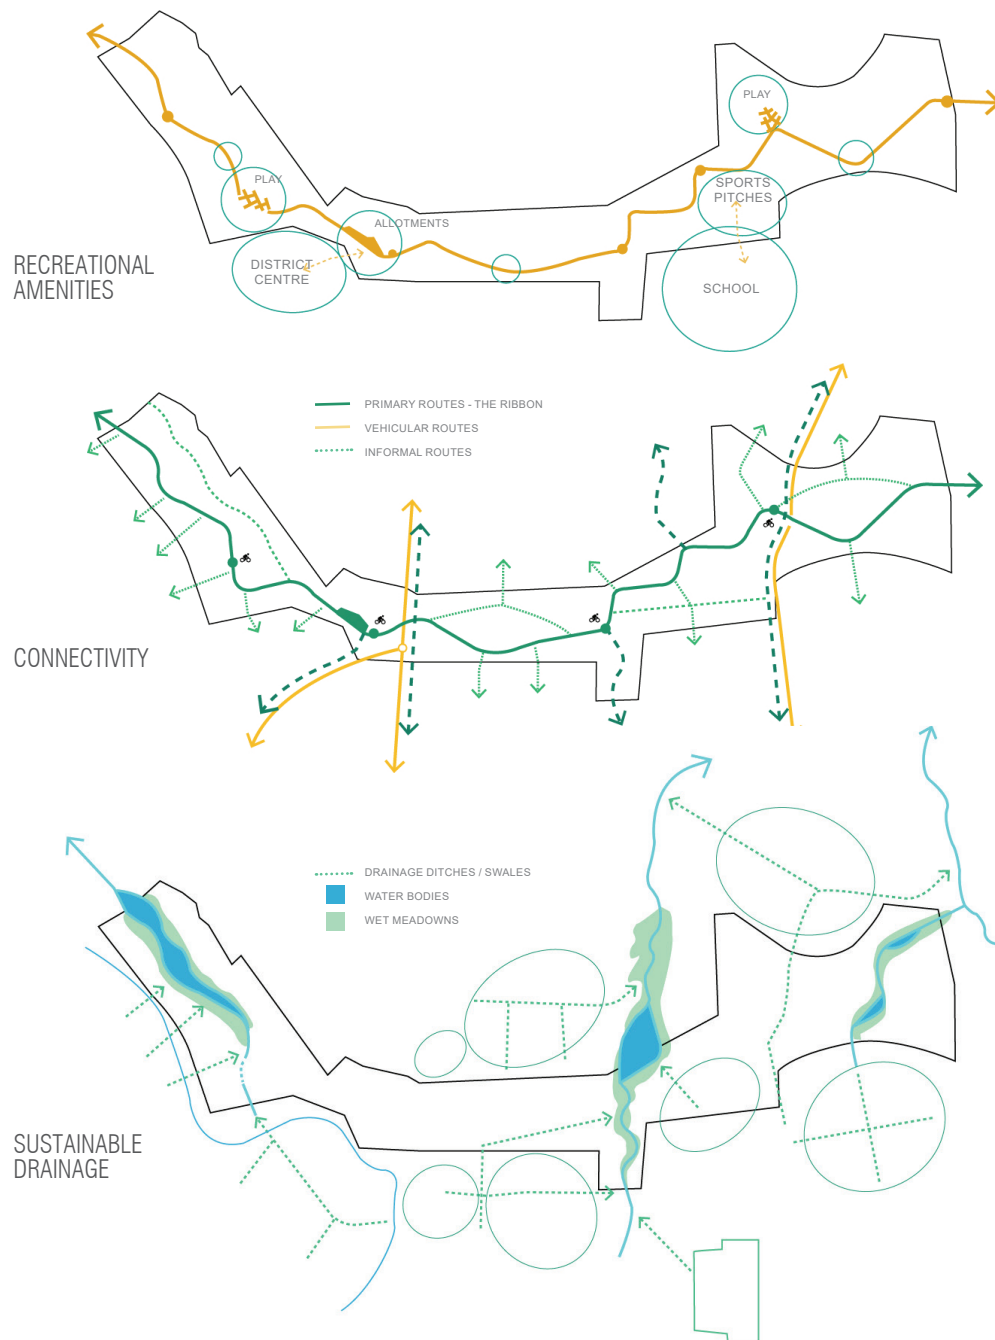 PLAY
PLAY
SPORTS
PITCHES
ALLOTMENTS
DISTRICT
CENTRE
SCHOOL
RECREATIONAL
AMENITIES
PRIMARY ROUTES - THE RIBBON
VEHICULAR ROUTES
INFORMAL ROUTES
CONNECTIVITY
DRAINAGE DITCHES / SWALES
WATER BODIES
WET MEADOWNS
SUSTAINABLE
DRAINAGE